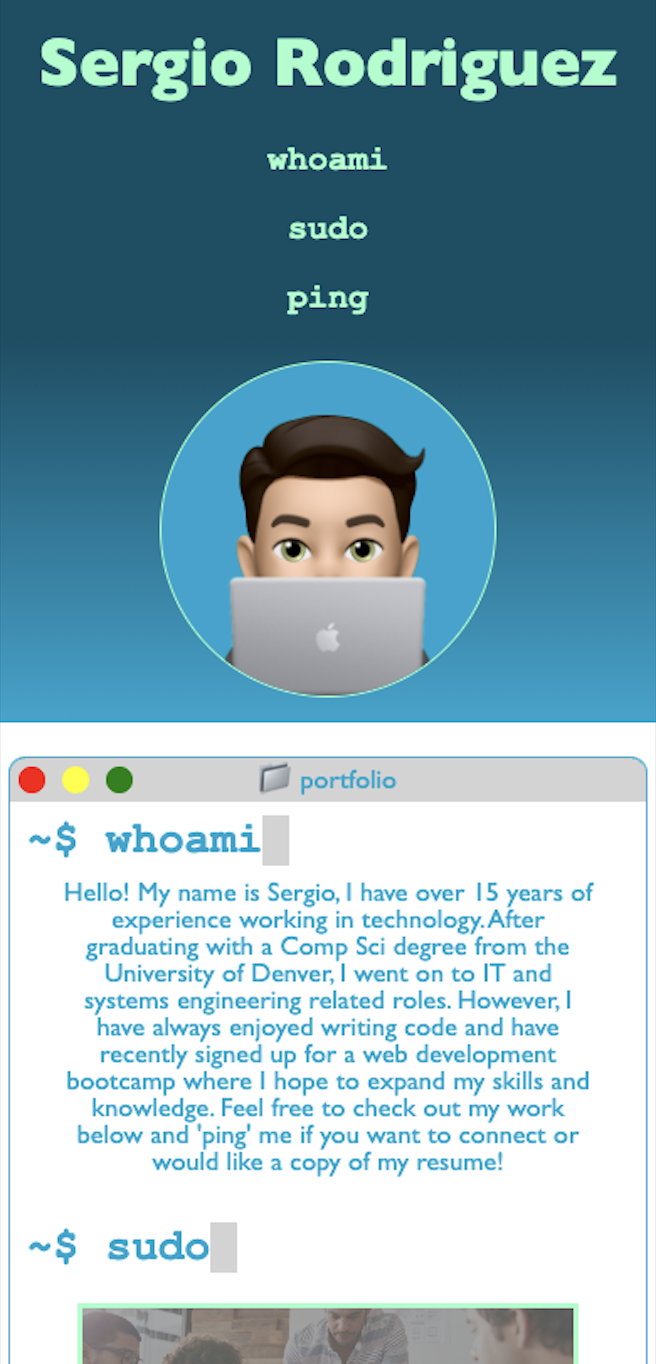 Sergio Rodriguez
whoami
sudo
ping
portfolio
~$ whoami
Hello! My name is Sergio, I have over 15 years of
experience working in technology. After
graduating with a Comp Sci degree from the
University of Denver, I went on to IT and
systems engineering related roles. However, I
have always enjoyed writing code and have
recently signed up for a web development
bootcamp where I hope to expand my skills and
knowledge. Feel free to check out my work
below and 'ping' me if you want to connect or
would like a copy of my resume!
~$ sudo